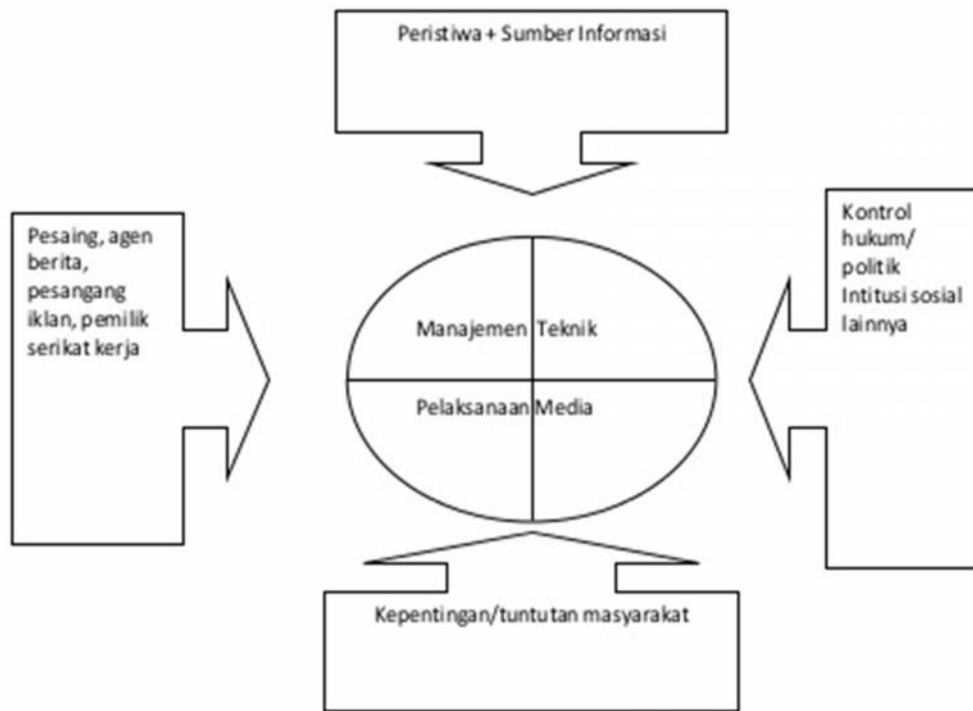 Peristiwa + Sumber Informasi
Pesaing, agen
berita,
pesangang
iklan, pemilik
serikat kerja
Kontrol
hukum/
politik
Intitusi sosial
lainnya
Manajemen Teknik
Pelaksanaan Media
Kepentingan/tuntutan masyarakat